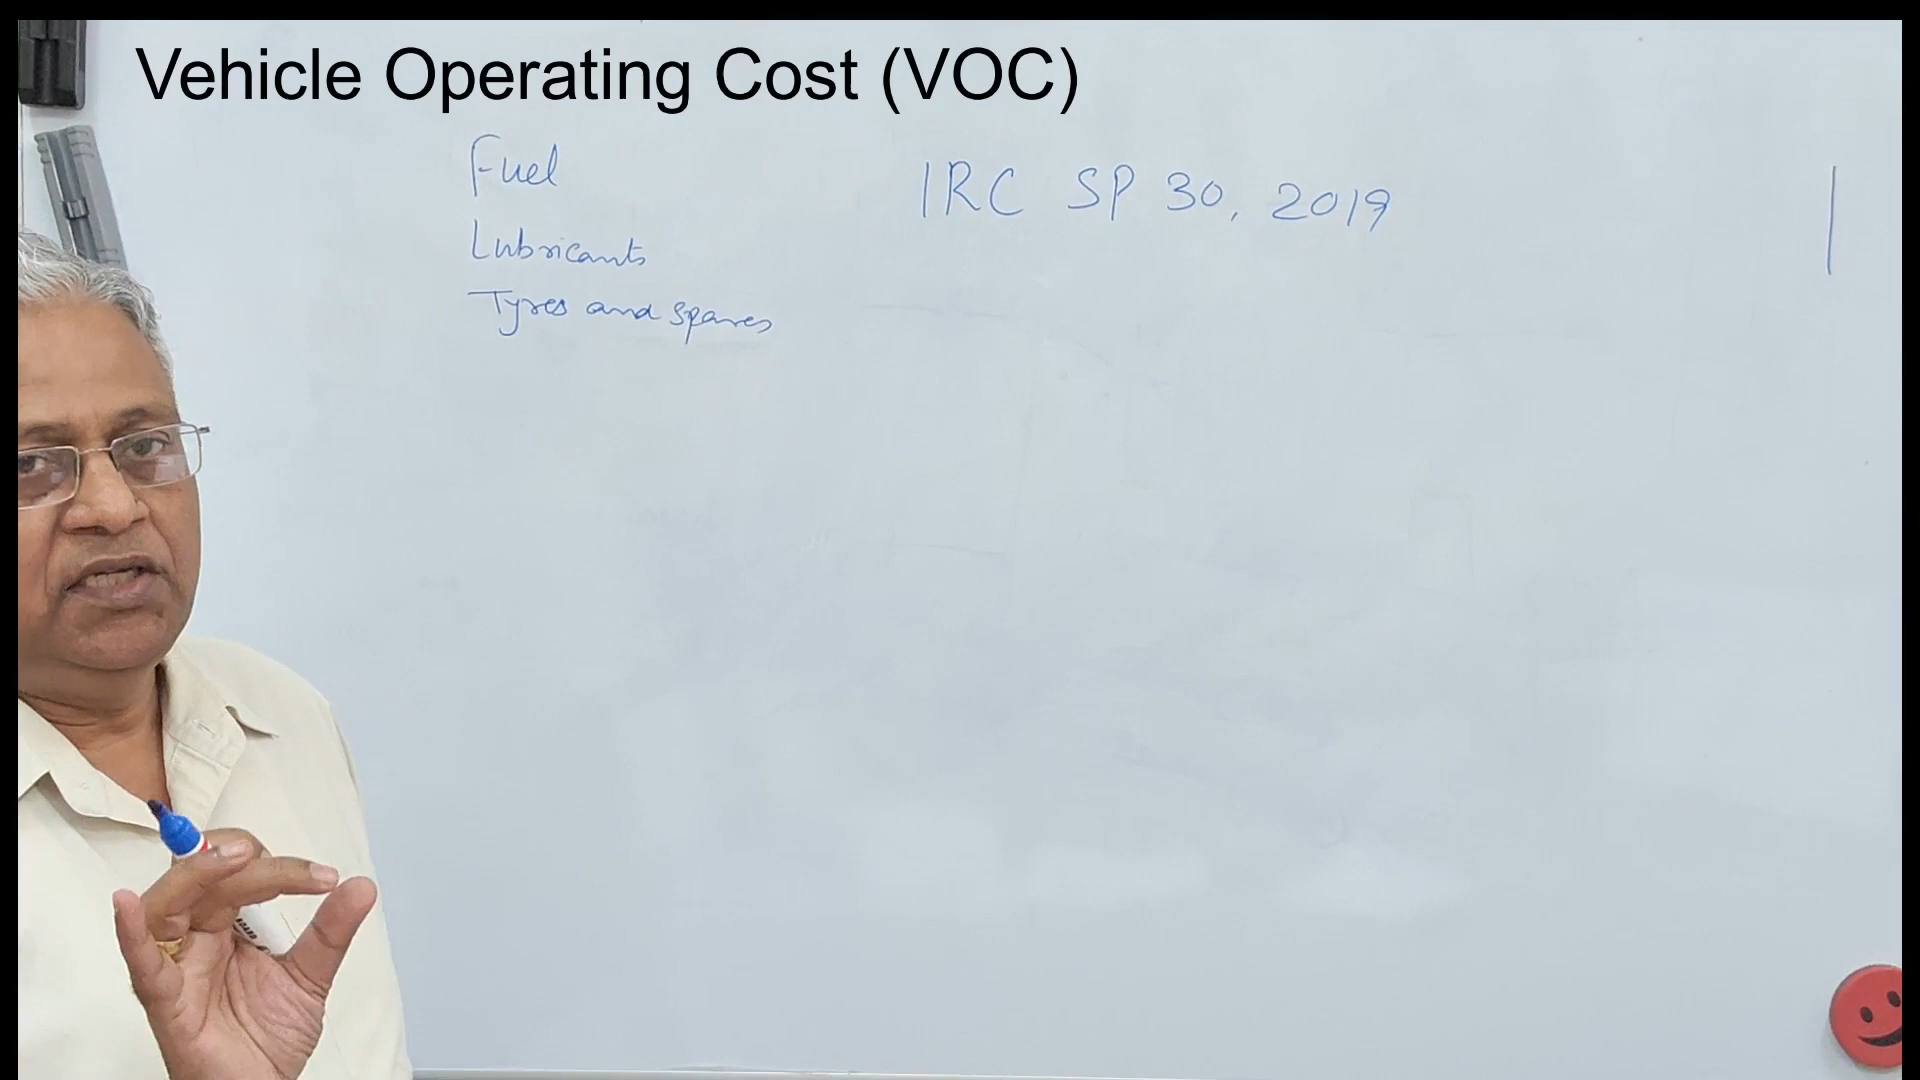 Vehicle Operating Cost (VOC)
Fuel
IRC SP 30, 2019
Lubricants
Tyres and spares